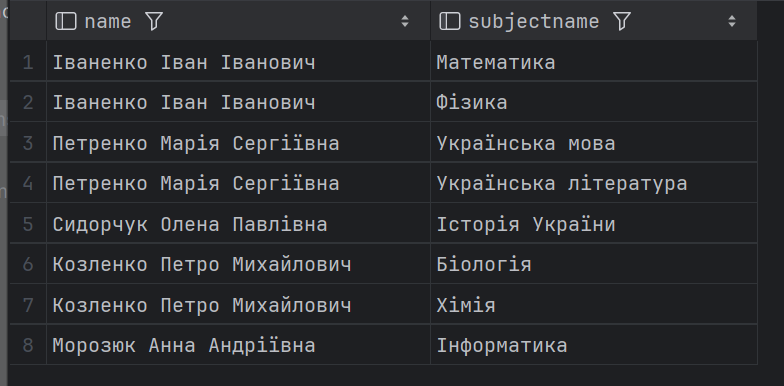 name subjectname
1 Іваненко Іван Іванович Математика
2 Іваненко Іван Іванович Фізика
3 Петренко Марія Сергіївна Українська мова
4 Петренко Марія Сергіївна Українська література
5 Сидорчук Олена Павлівна Історія України
6 Козленко Петро Михайлович Біологія
7 Козленко Петро Михайлович Хімія
8 Морозюк Анна Андріївна Інформатика